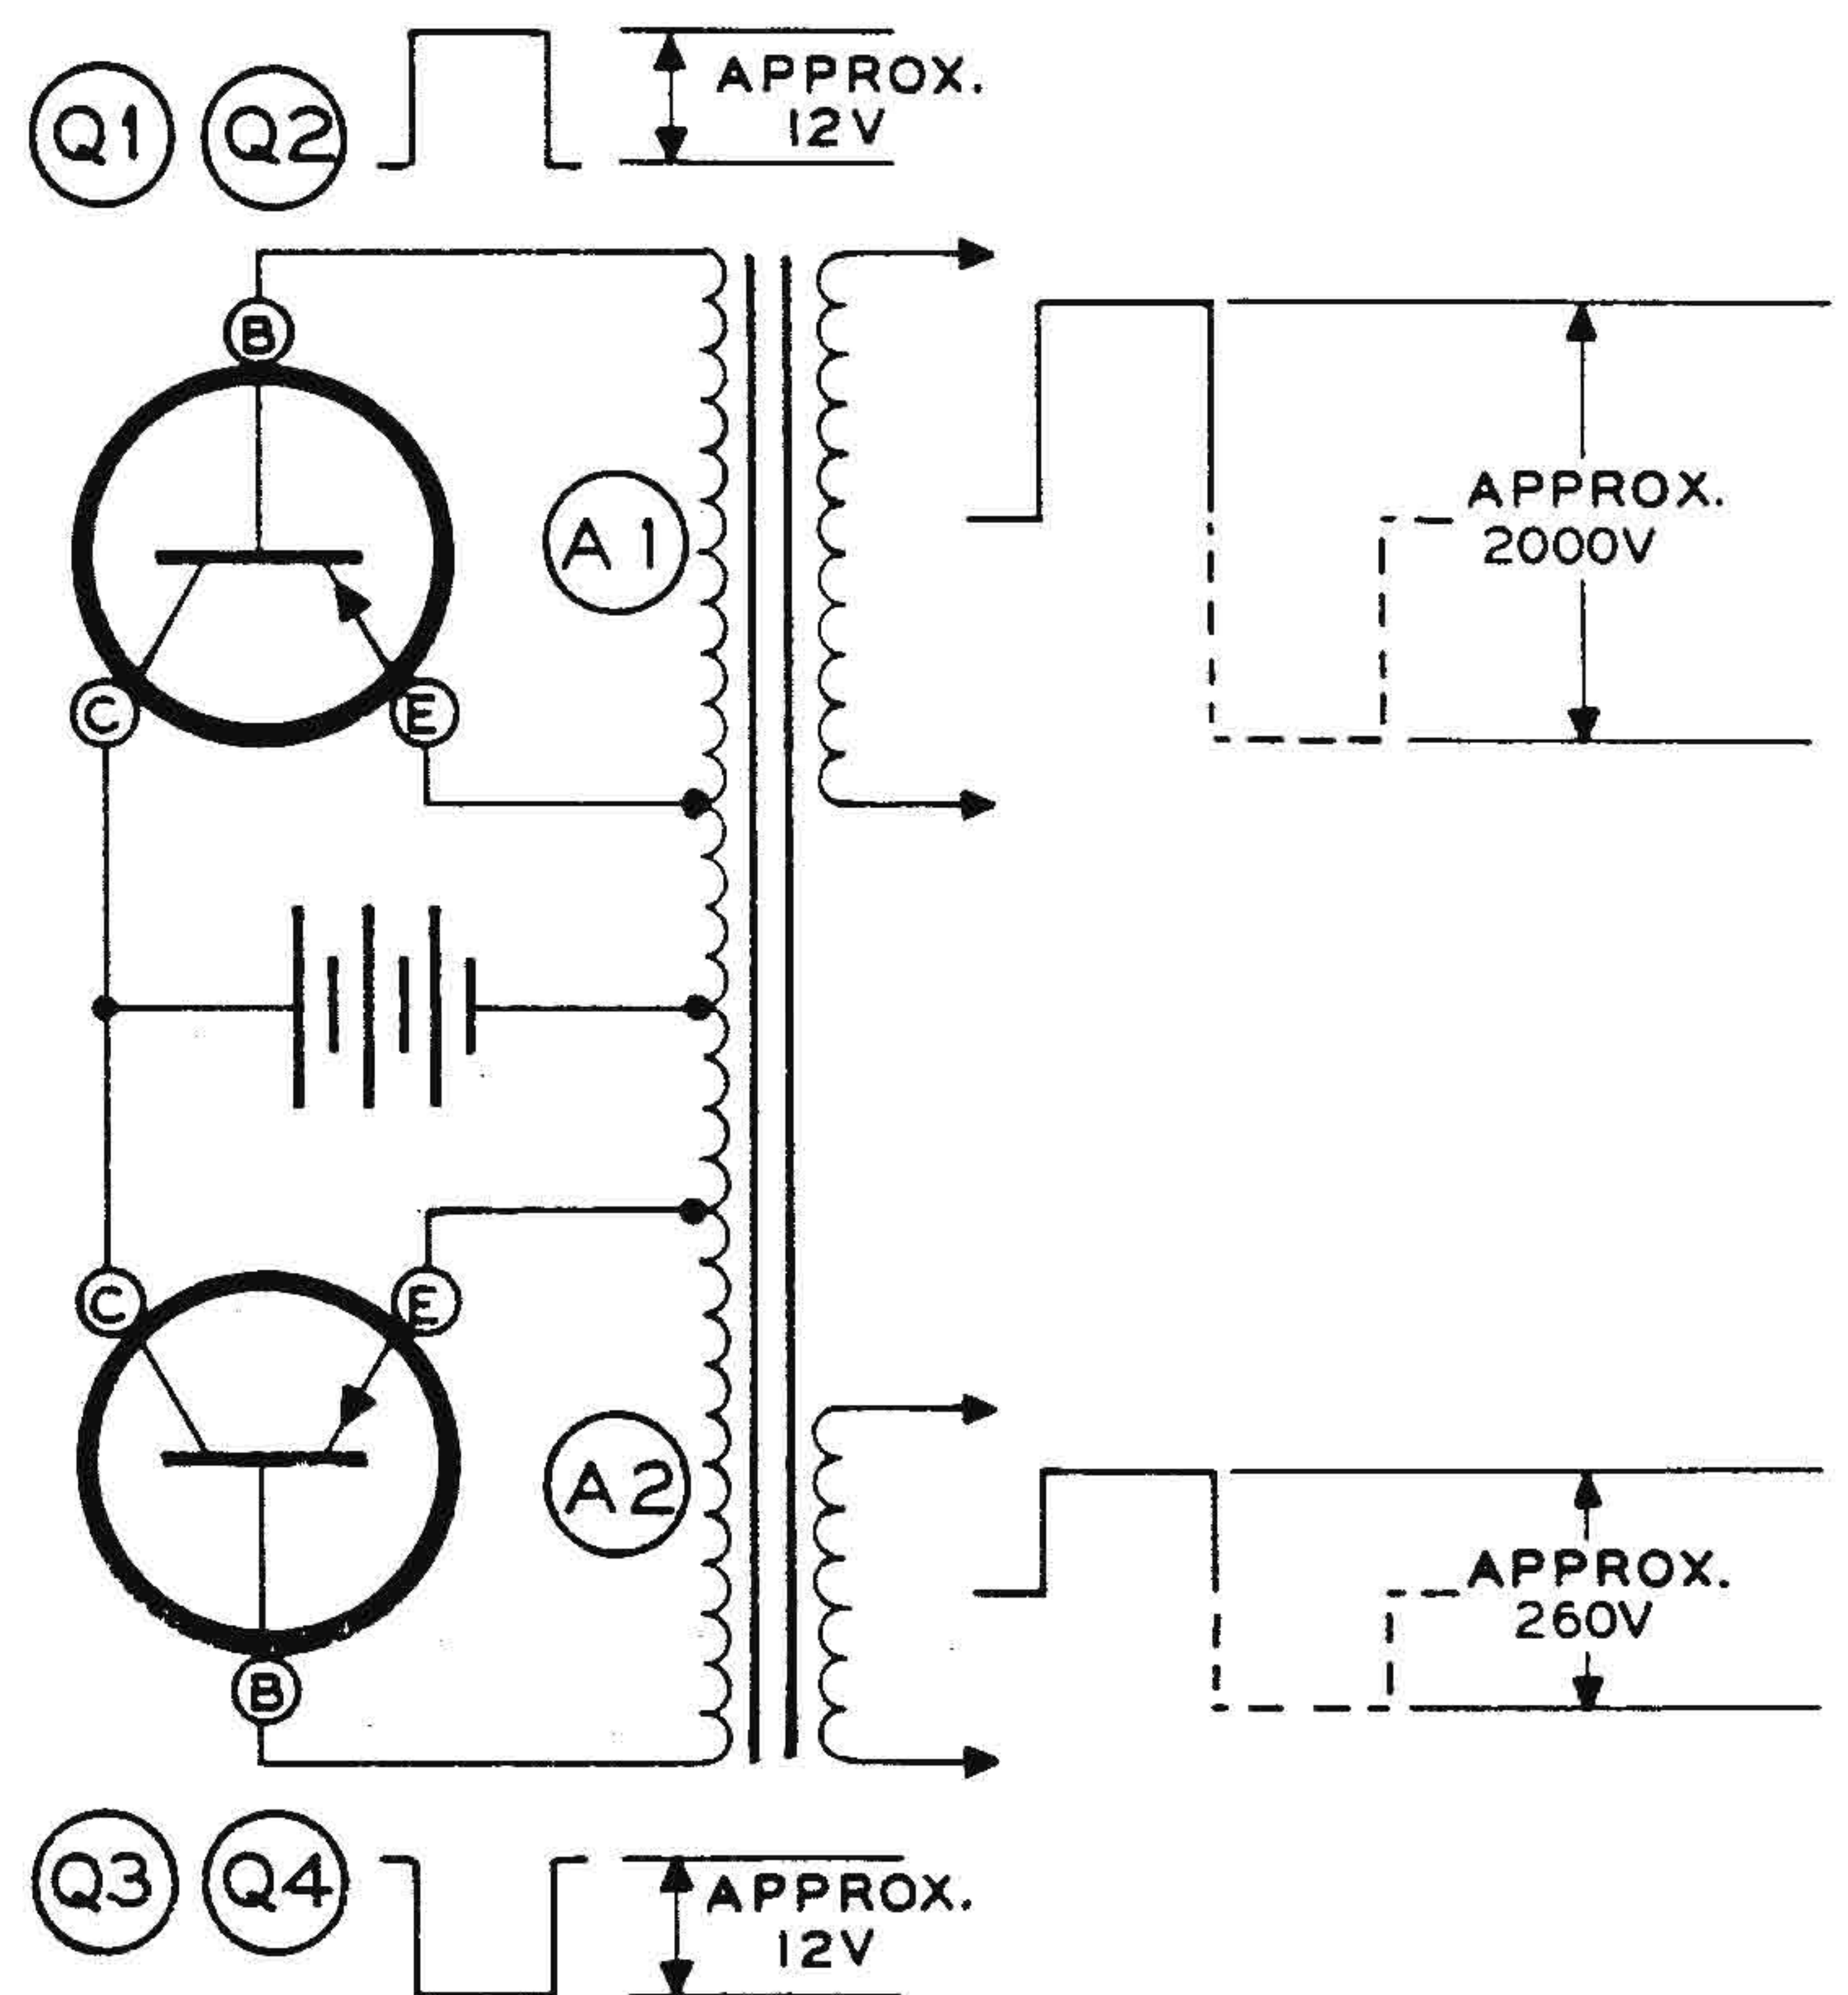 Q1 Q2
APPROX.
12V
B
A1
C E
APPROX.
2000V
C E
A2
B
APPROX.
260V
Q3 Q4
APPROX.
12V